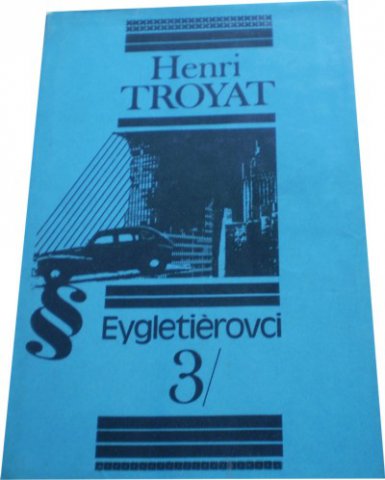 Henri
TROYAT
§
Eygletièrovci
3/